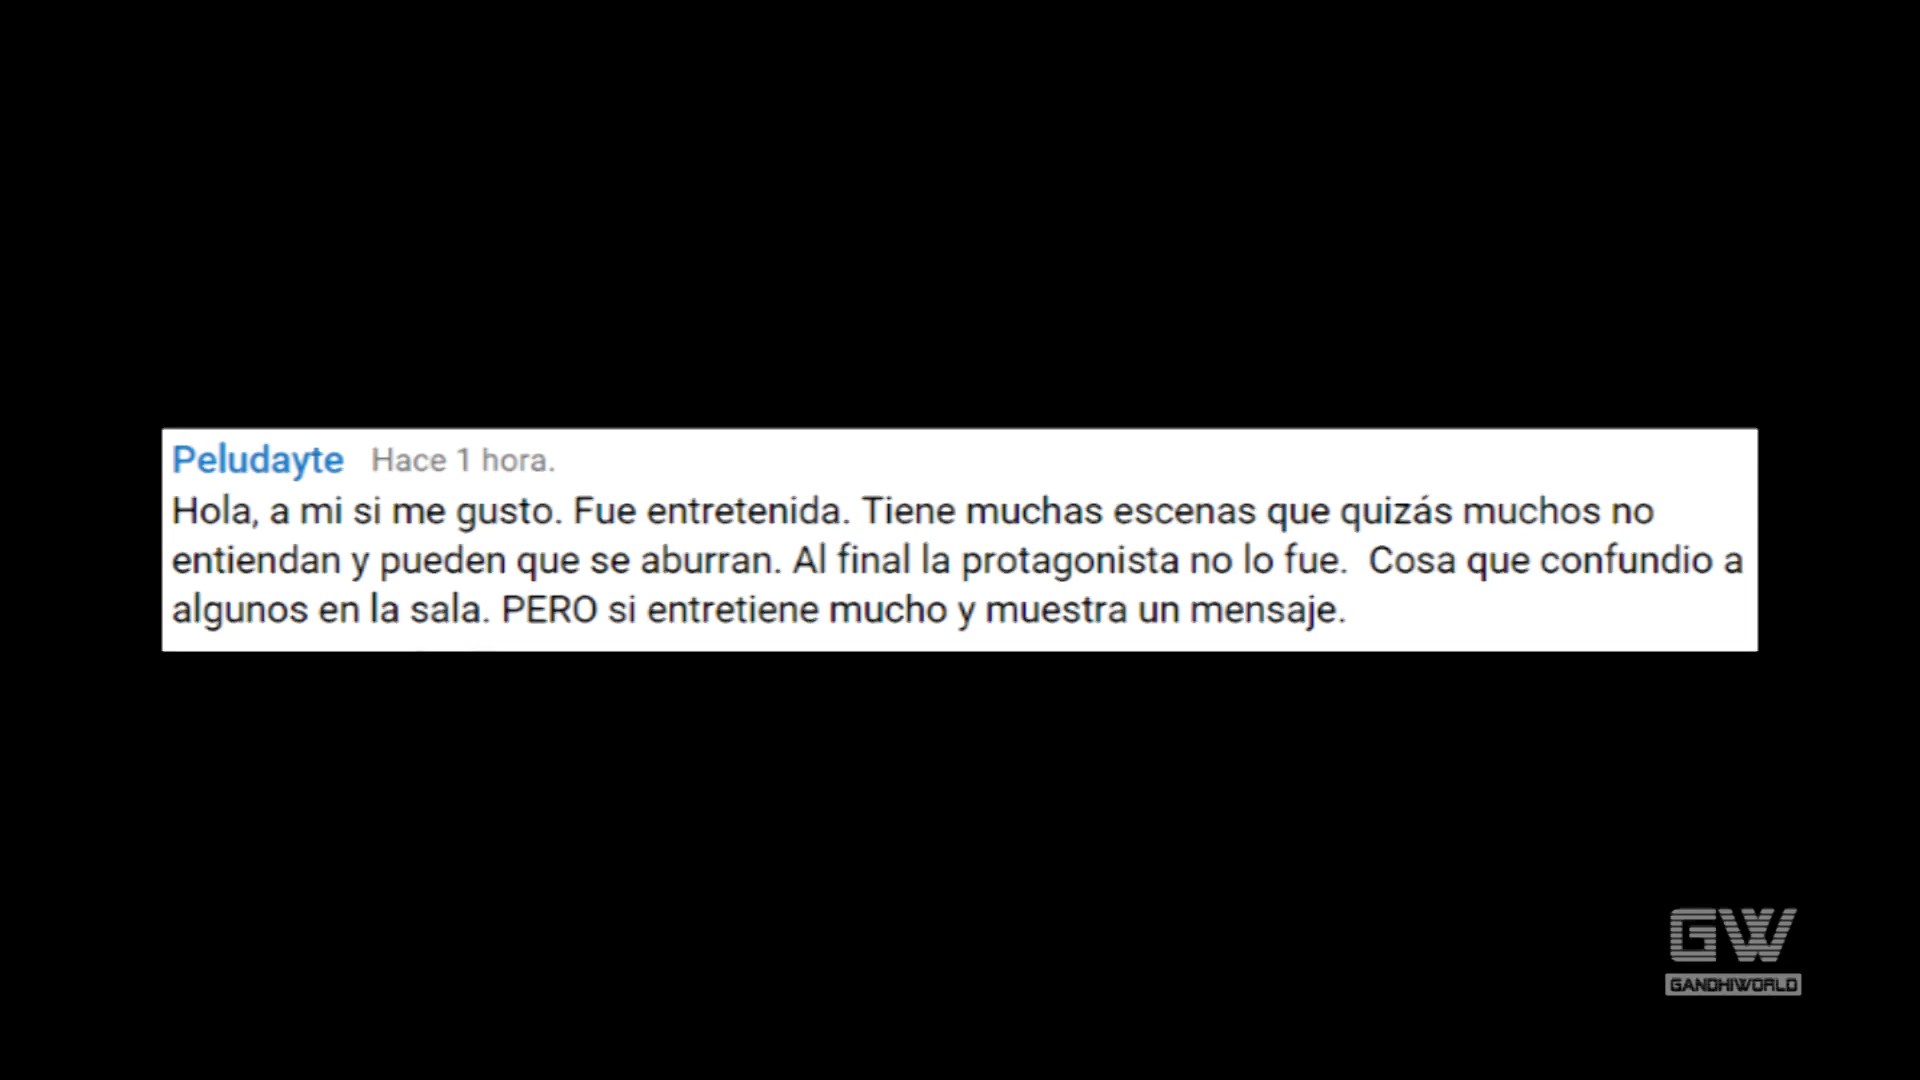 Peludayte Hace 1 hora.
Hola, a mi si me gusto. Fue entretenida. Tiene muchas escenas que quizás muchos no
entiendan y pueden que se aburran. Al final la protagonista no lo fue.  Cosa que confundio a
algunos en la sala. PERO si entretiene mucho y muestra un mensaje.
GW
GANDHIWORLD